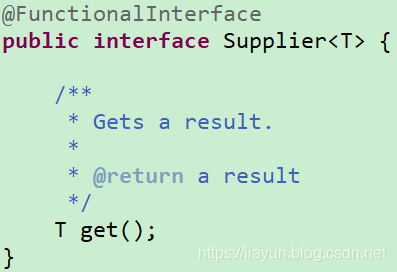 @FunctionalInterface
public interface Supplier<T> {
/**
* Gets a result.
*
* @return a result
*/
T get();
}
https://liayun.blog.csdn.net